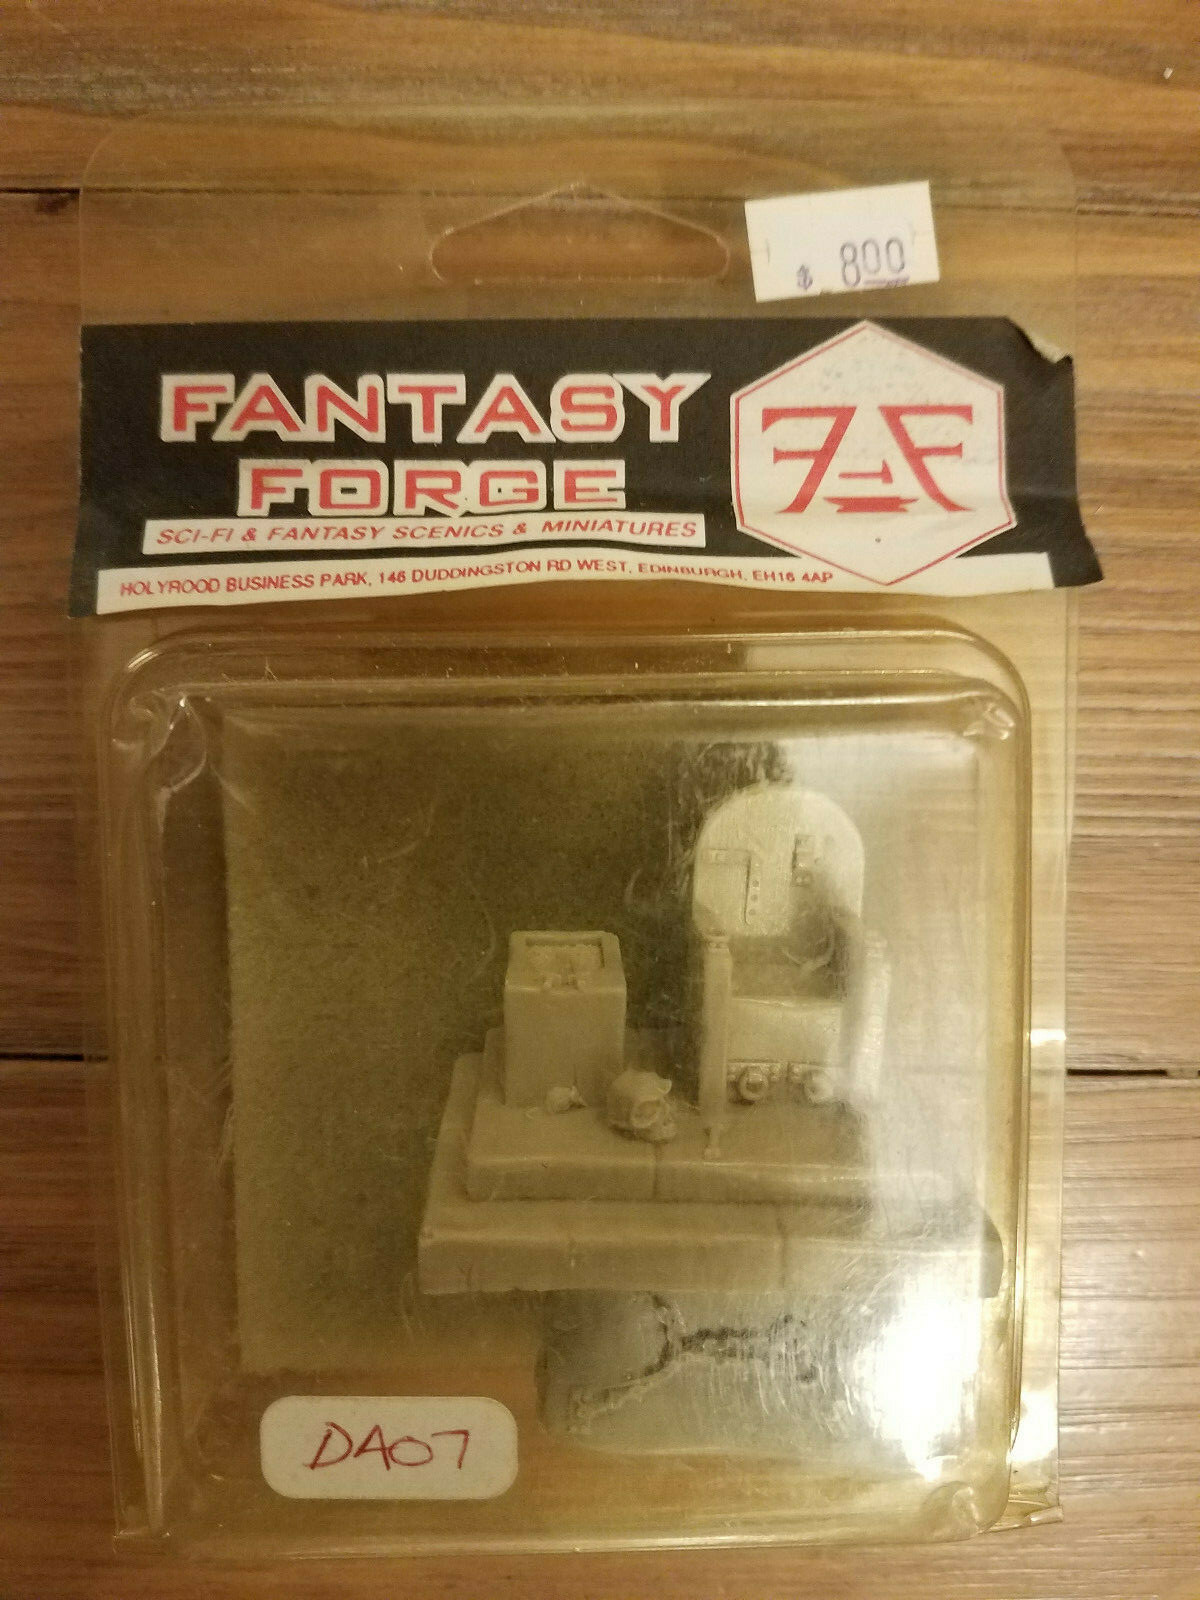 $ 800
FANTASY
FORGE
SCI-FI & FANTASY SCENICS & MINIATURES
HOLYROOD BUSINESS PARK, 146 DUDDINGSTON RD WEST, EDINBURGH, EH16 4AP
FF
DA07